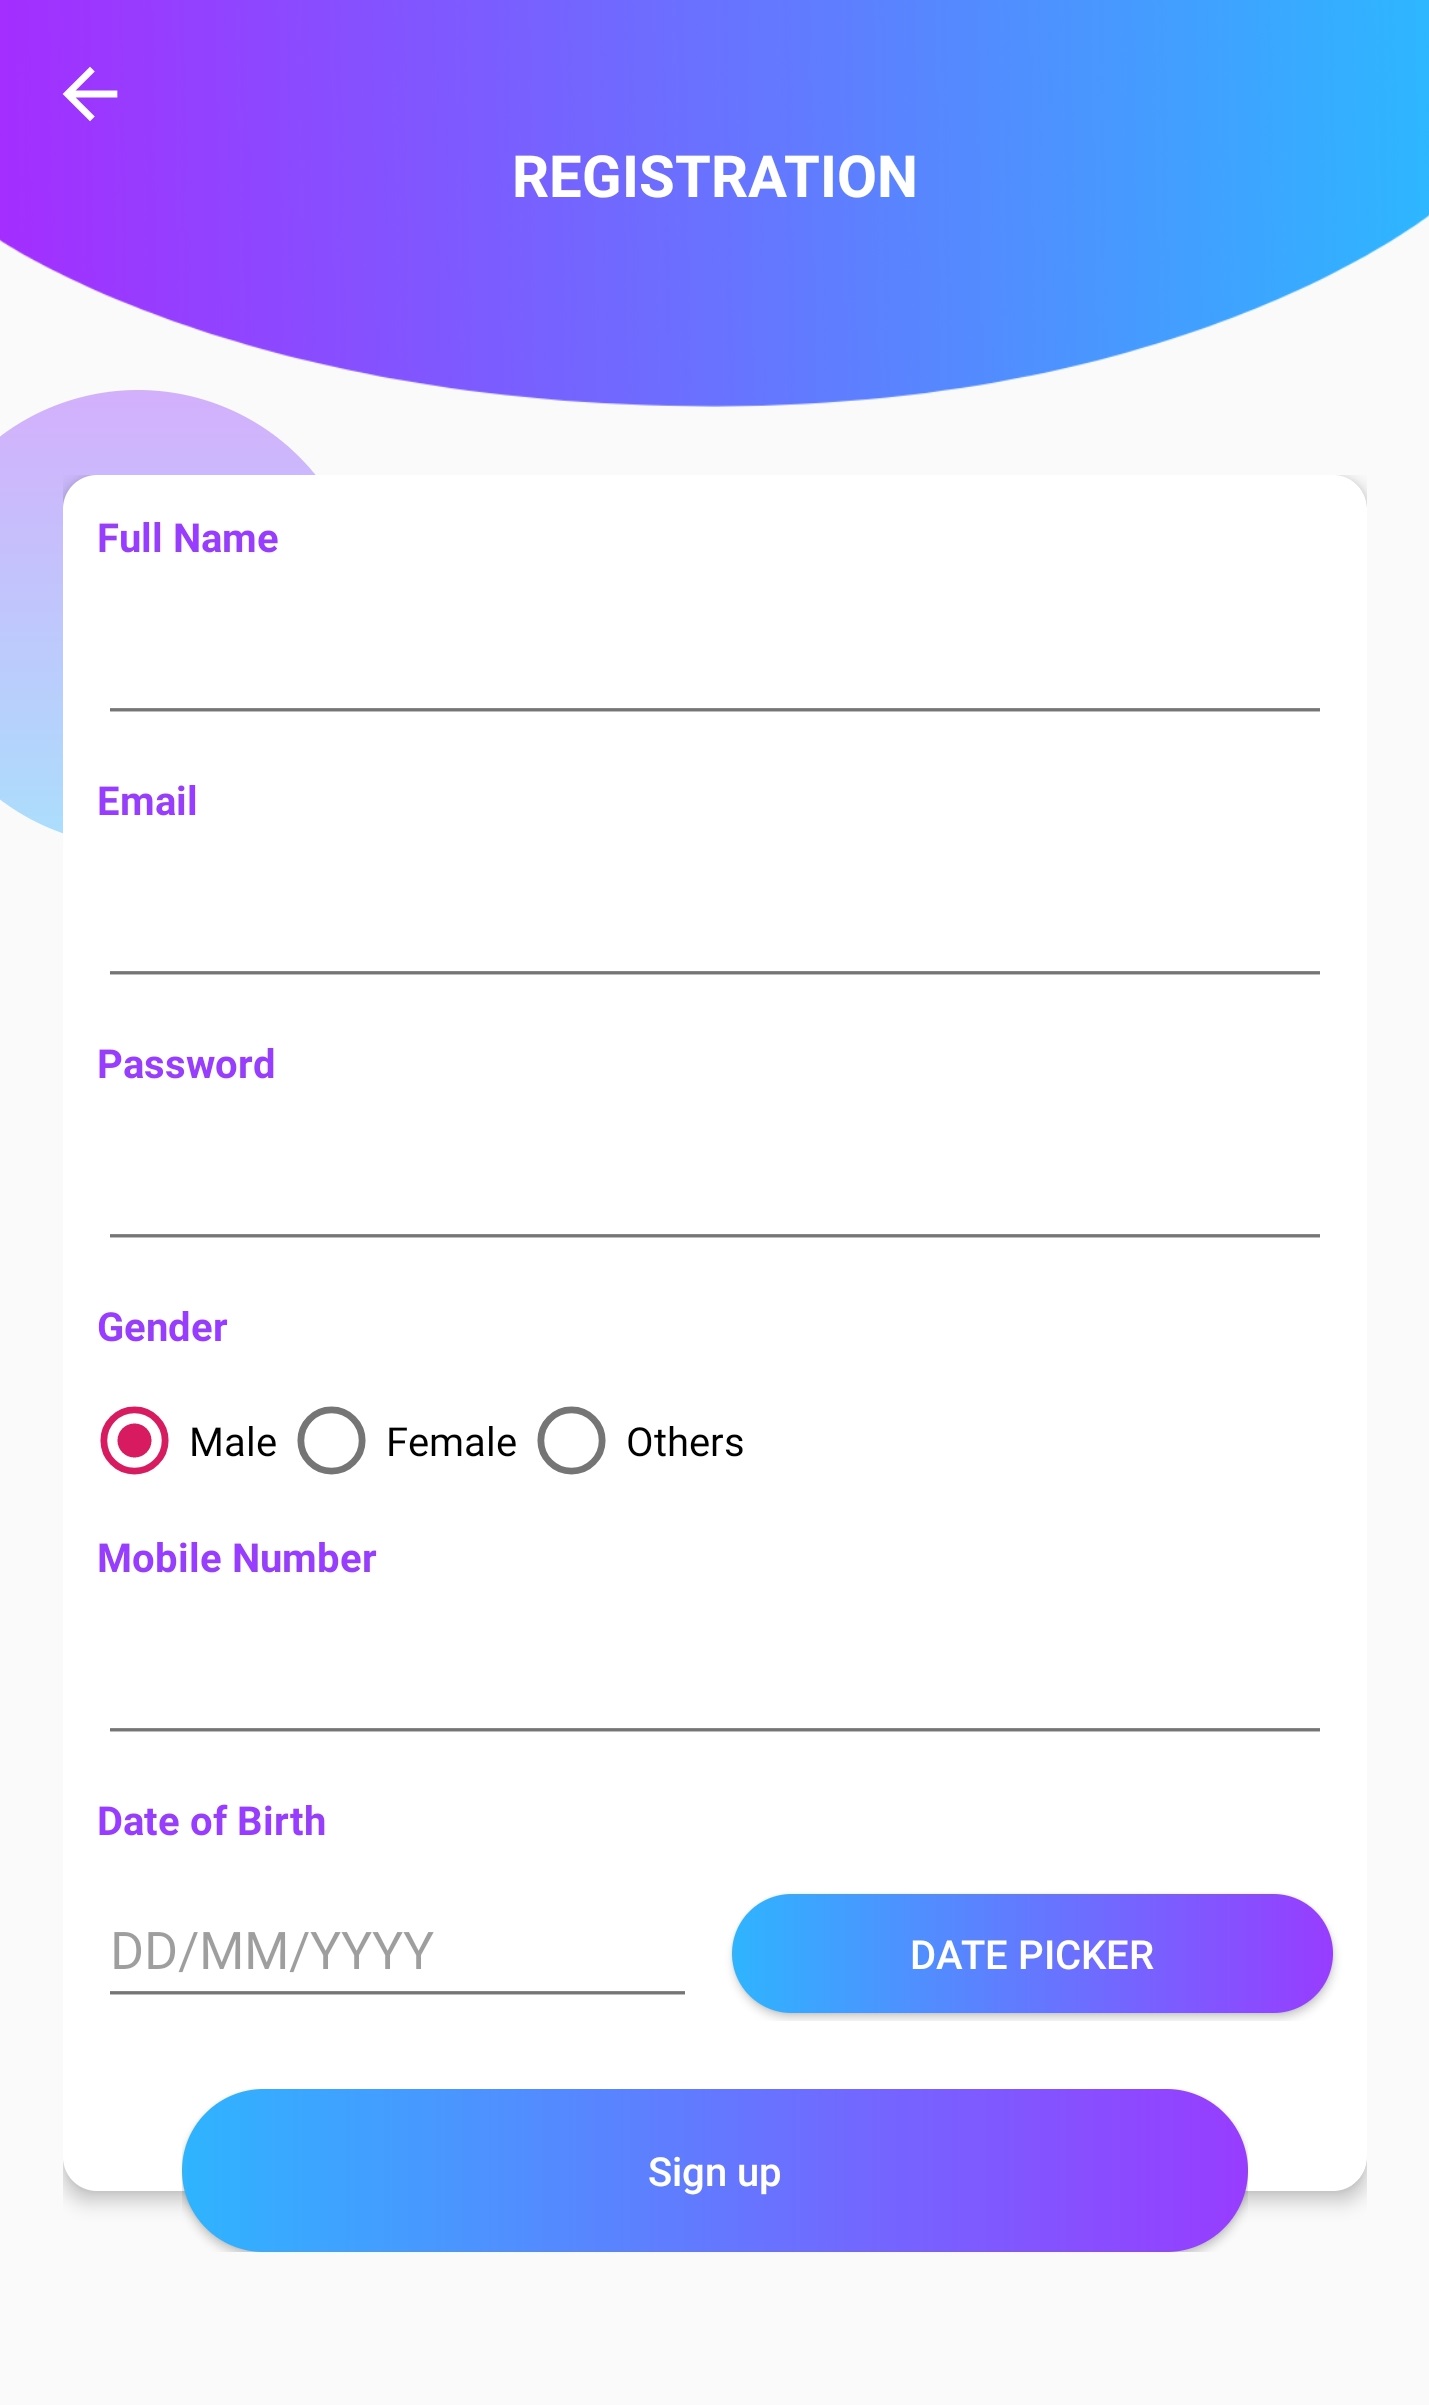 REGISTRATION
Full Name
Email
Password
Gender
Male Female Others
Mobile Number
Date of Birth
DD/MM/YYYY DATE PICKER
Sign up